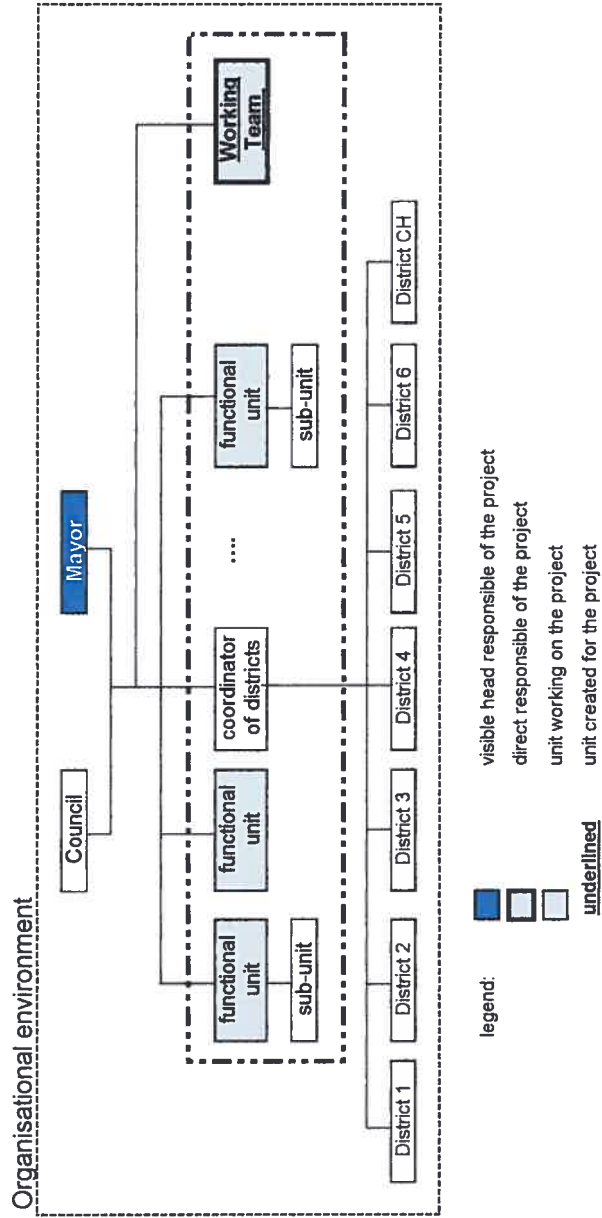 Organisational environment
Council
Mayor
functional
unit
functional
unit
coordinator
of districts
....
functional
unit
Working
Team
sub-unit
sub-unit
District 1
District 2
District 3
District 4
District 5
District 6
District CH
legend:
visible head responsible of the project
direct responsible of the project
unit working on the project
underlined
unit created for the project